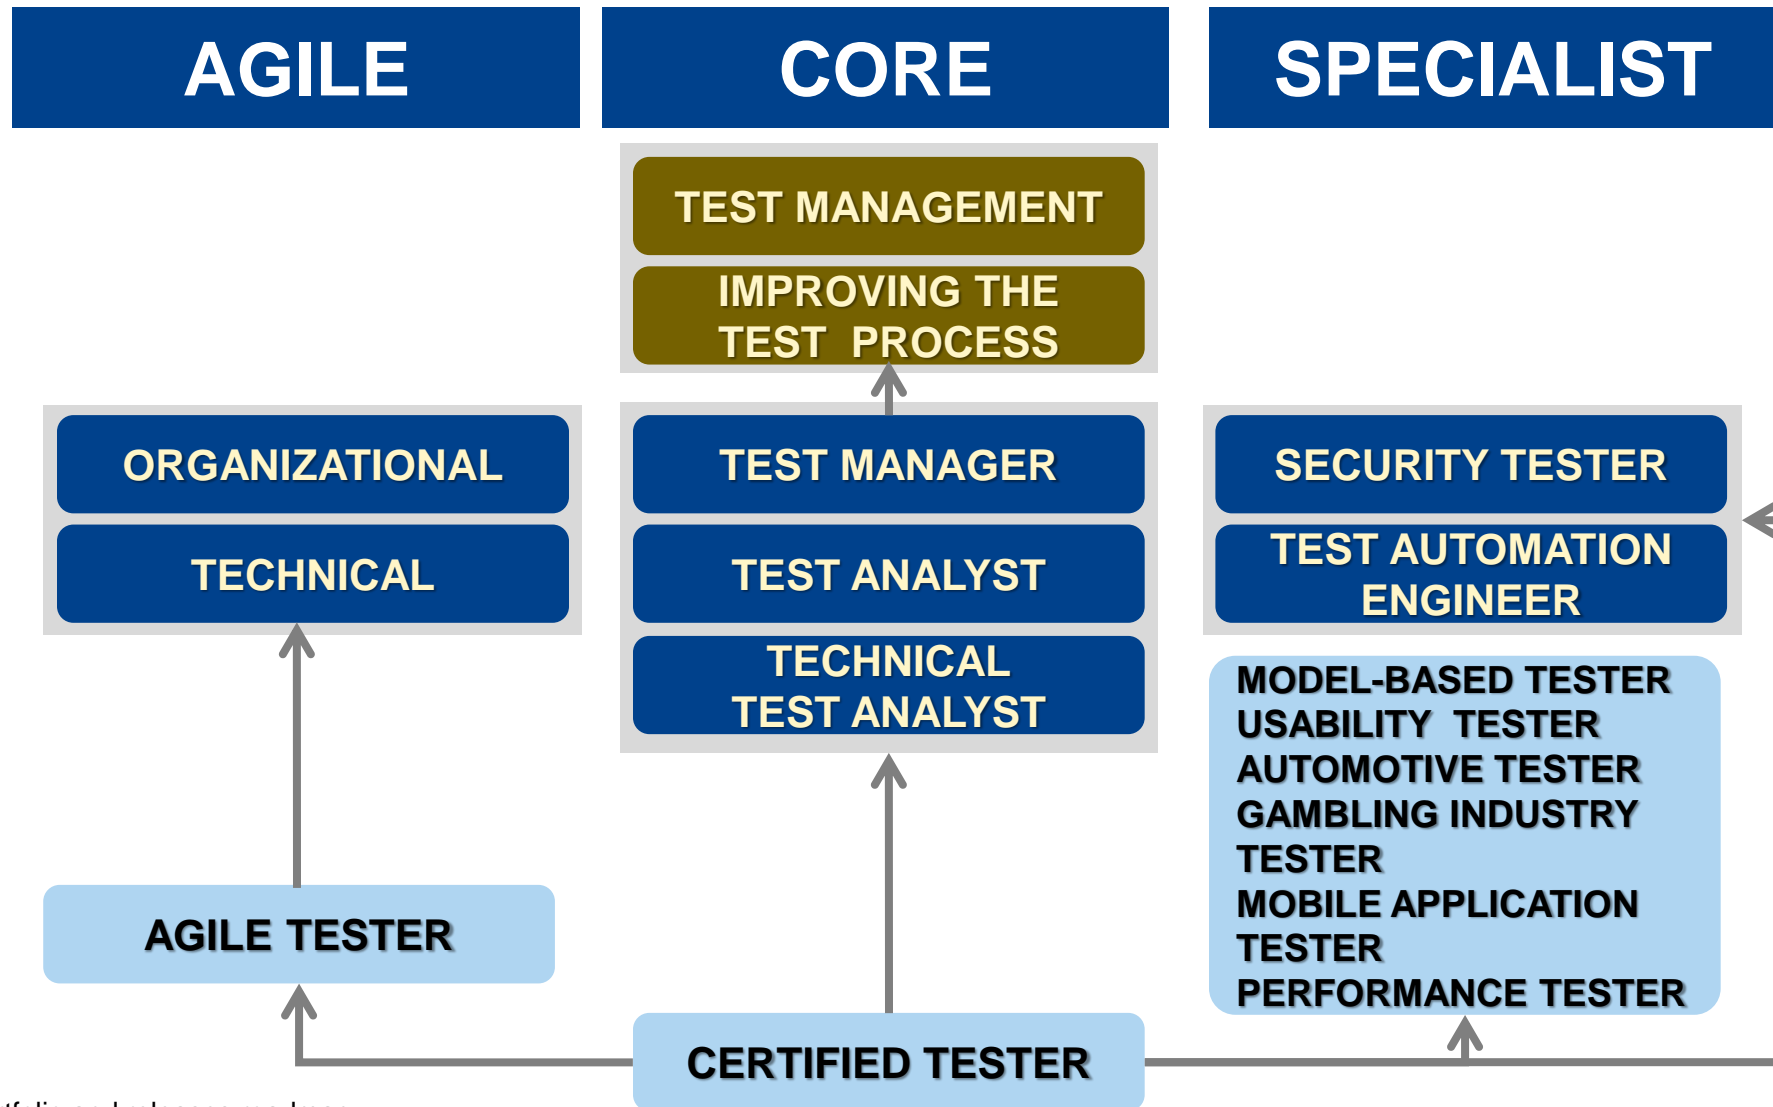 AGILE
CORE
SPECIALIST
TEST MANAGEMENT
IMPROVING THE
TEST PROCESS
ORGANIZATIONAL
TECHNICAL
TEST MANAGER
TEST ANALYST
TECHNICAL
TEST ANALYST
SECURITY TESTER
TEST AUTOMATION
ENGINEER
MODEL-BASED TESTER
USABILITY TESTER
AUTOMOTIVE TESTER
GAMBLING INDUSTRY
TESTER
MOBILE APPLICATION
TESTER
PERFORMANCE TESTER
AGILE TESTER
CERTIFIED TESTER